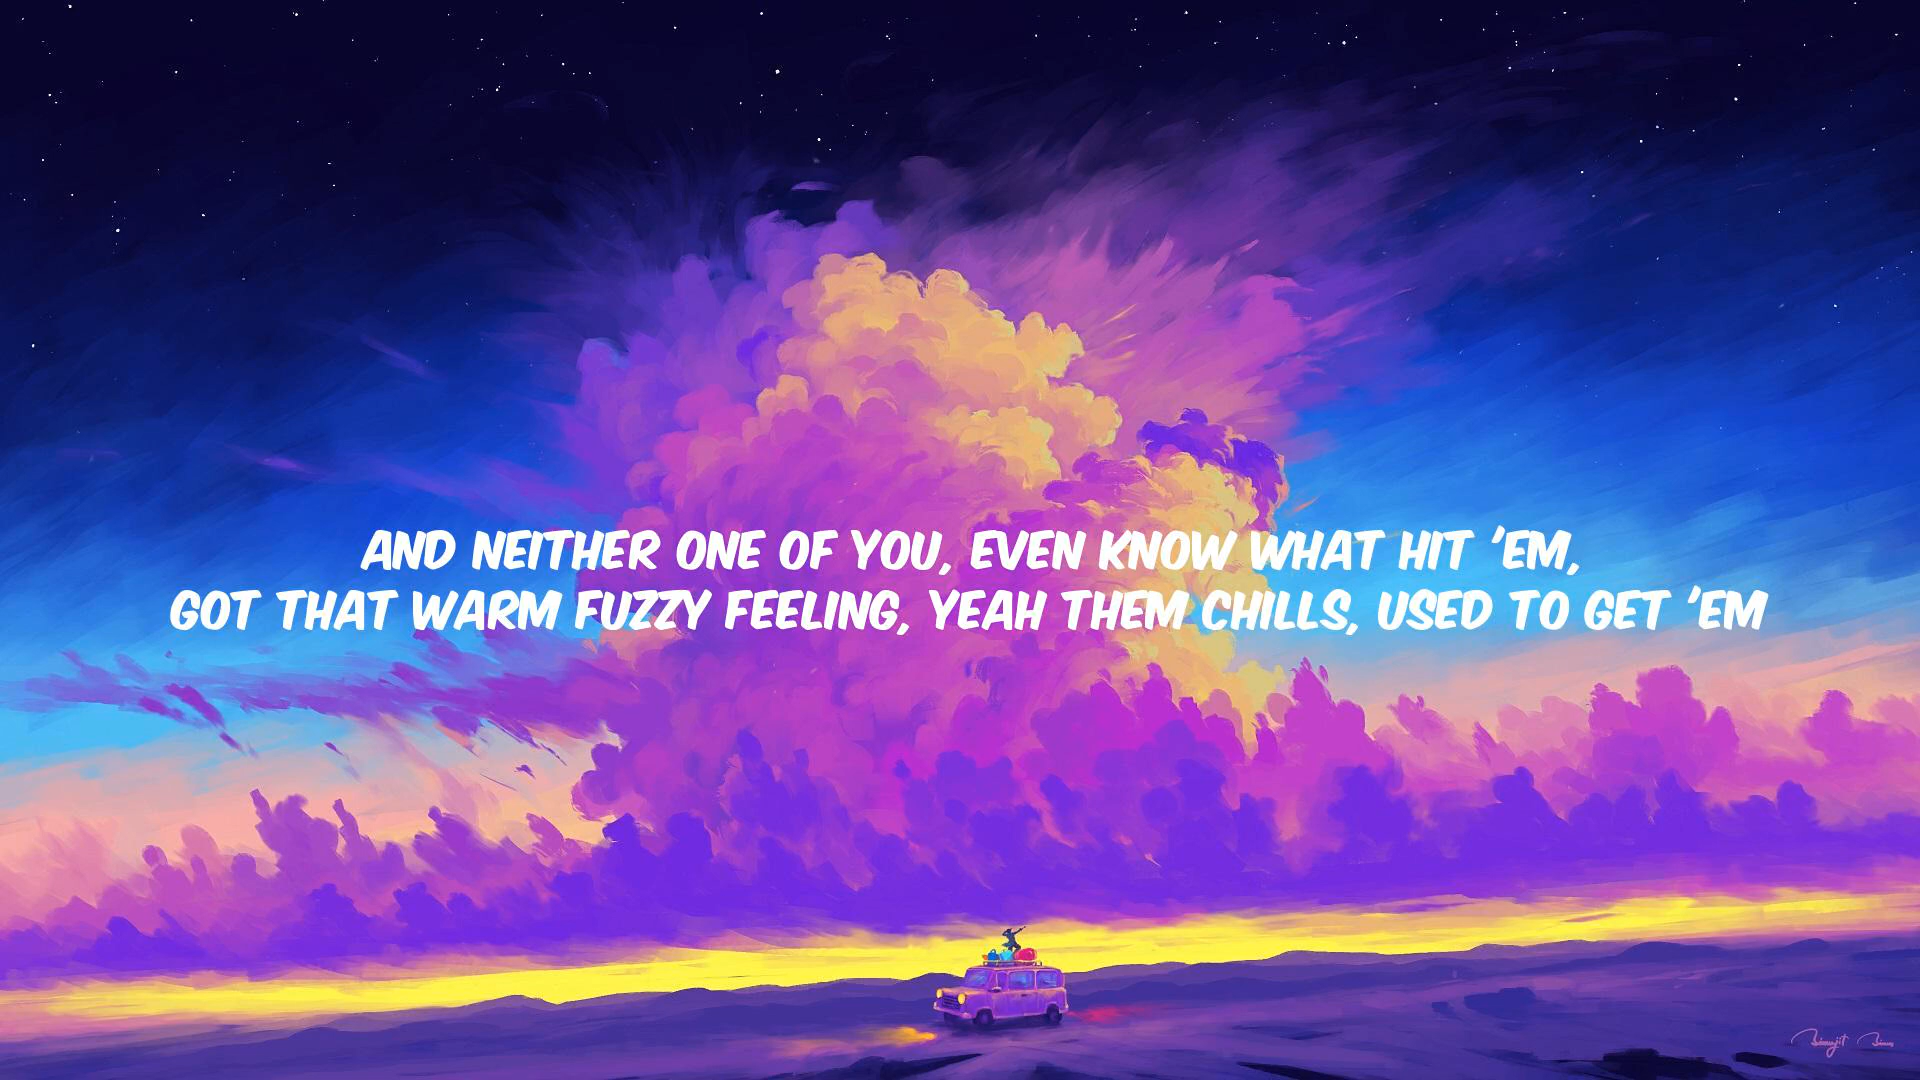 AND NEITHER ONE OF YOU, EVEN KNOW WHAT HIT 'EM,
GOT THAT WARM FUZZY FEELING, YEAH THEM CHILLS, USED TO GET 'EM